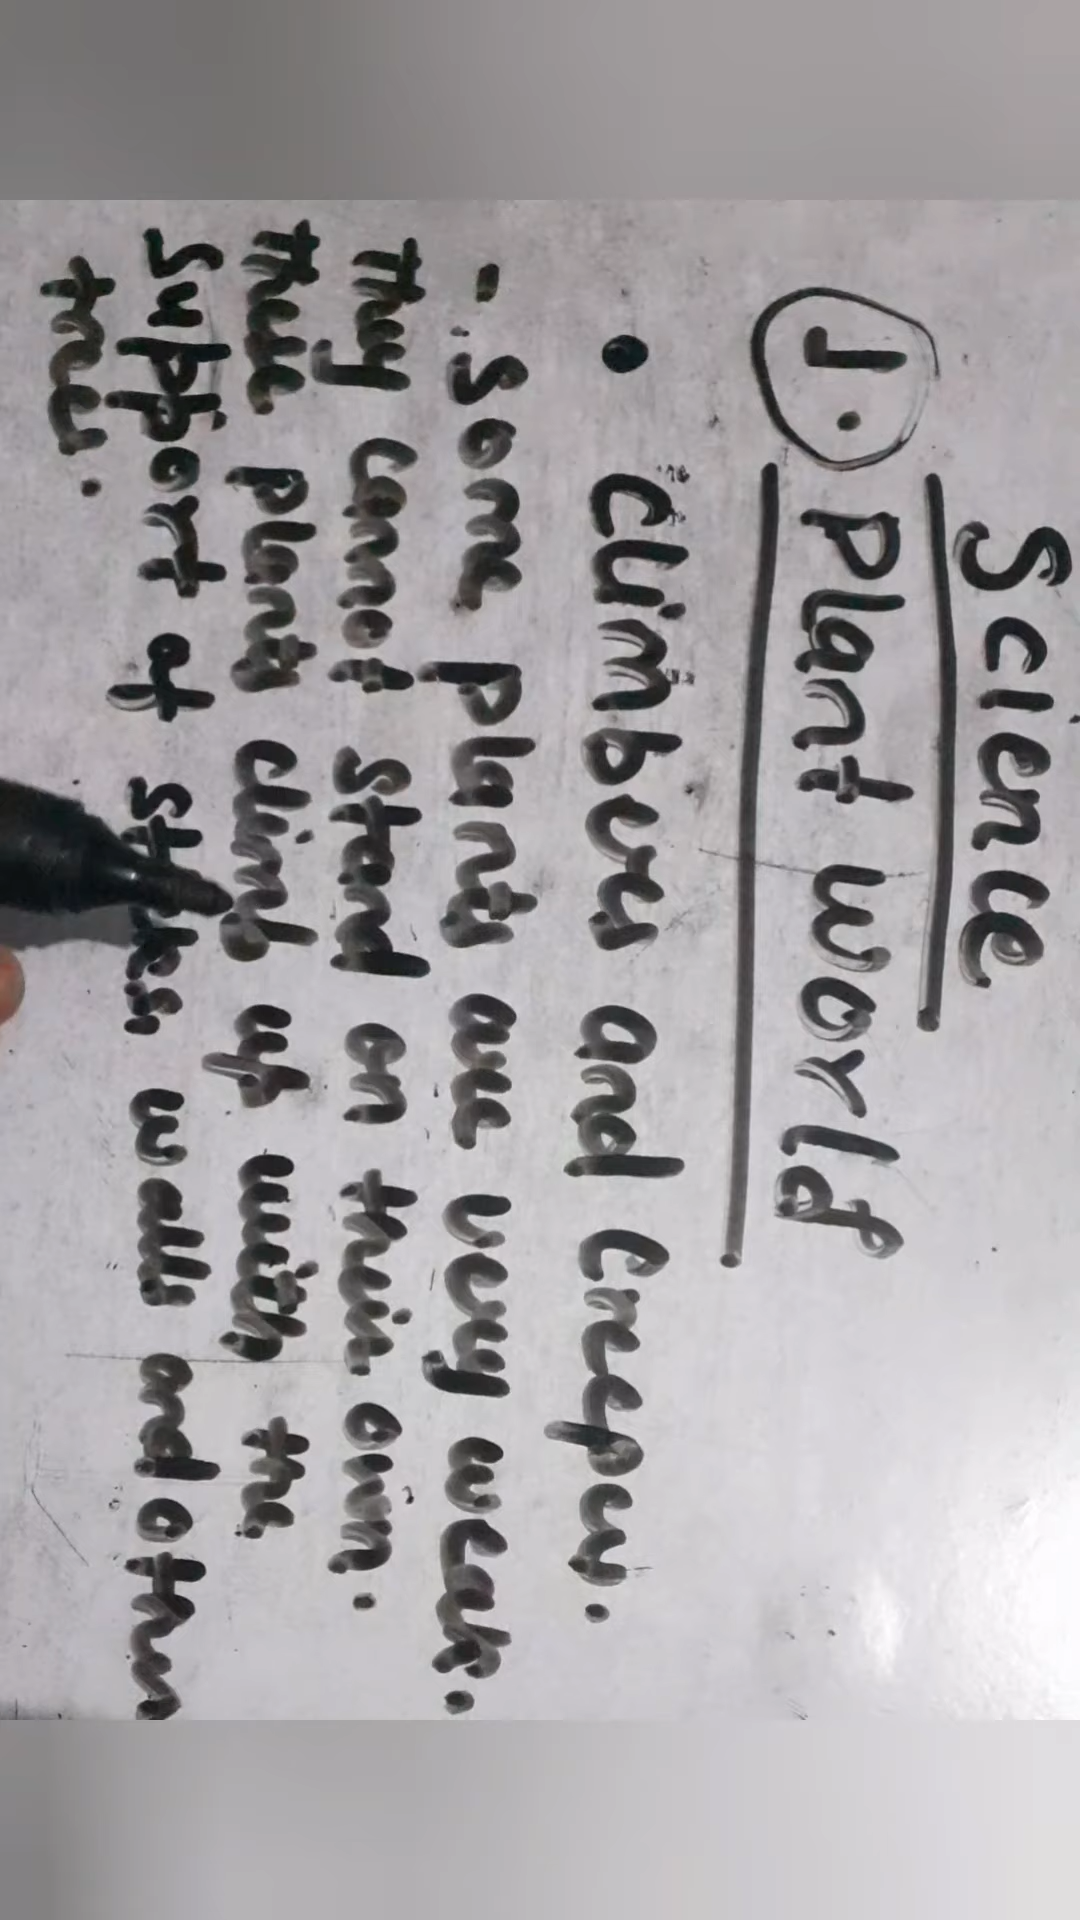 Science
1. Plant world
• Climbers and Creeper.
. Some plants are very weak.
They cannot stand on their own.
These plants climb up with the
Support of sticks, walls and other
trees.